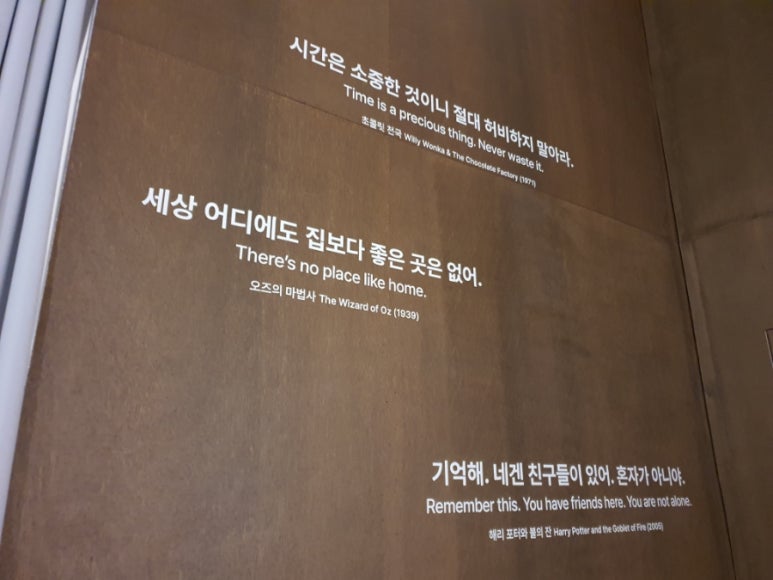 시간은 소중한 것이니 절대 허비하지 말아라.
Time is a precious thing. Never waste it.
초콜릿 천국 Willy Wonka & The Chocolate Factory (1971)
세상 어디에도 집보다 좋은 곳은 없어.
There's no place like home.
오즈의 마법사 The Wizard of Oz (1939)
기억해. 네겐 친구들이 있어. 혼자가 아니야.
Remember this. You have friends here. You are not alone.
해리 포터와 불의 잔 Harry Potter and the Goblet of Fire (2005)